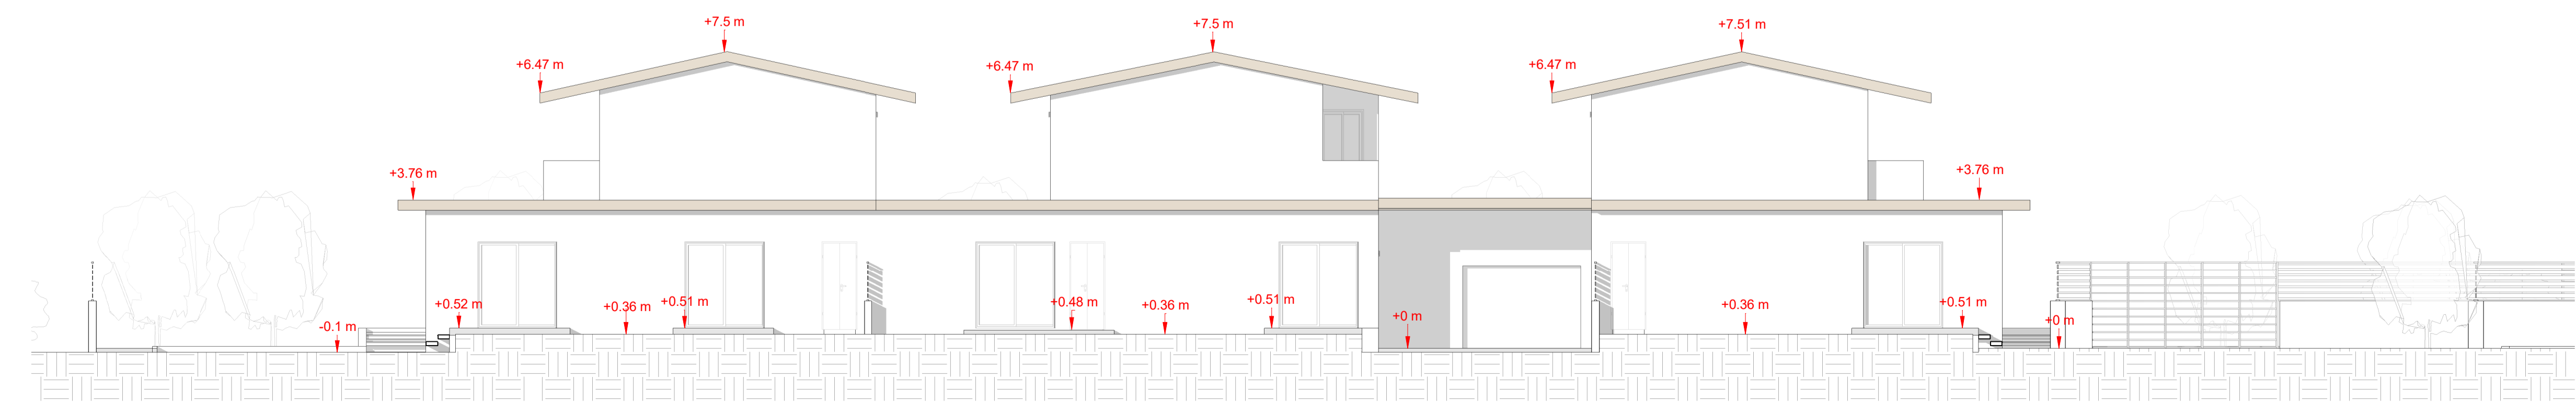 +7.5 m
+7.5 m
+7.51 m
+6.47 m
+6.47 m
+6.47 m
+3.76 m
+3.76 m
+0.52 m
+0.36 m
+0.51 m
+0.48 m
+0.36 m
+0.51 m
+0 m
+0.36 m
+0.51 m
+0 m
-0.1 m